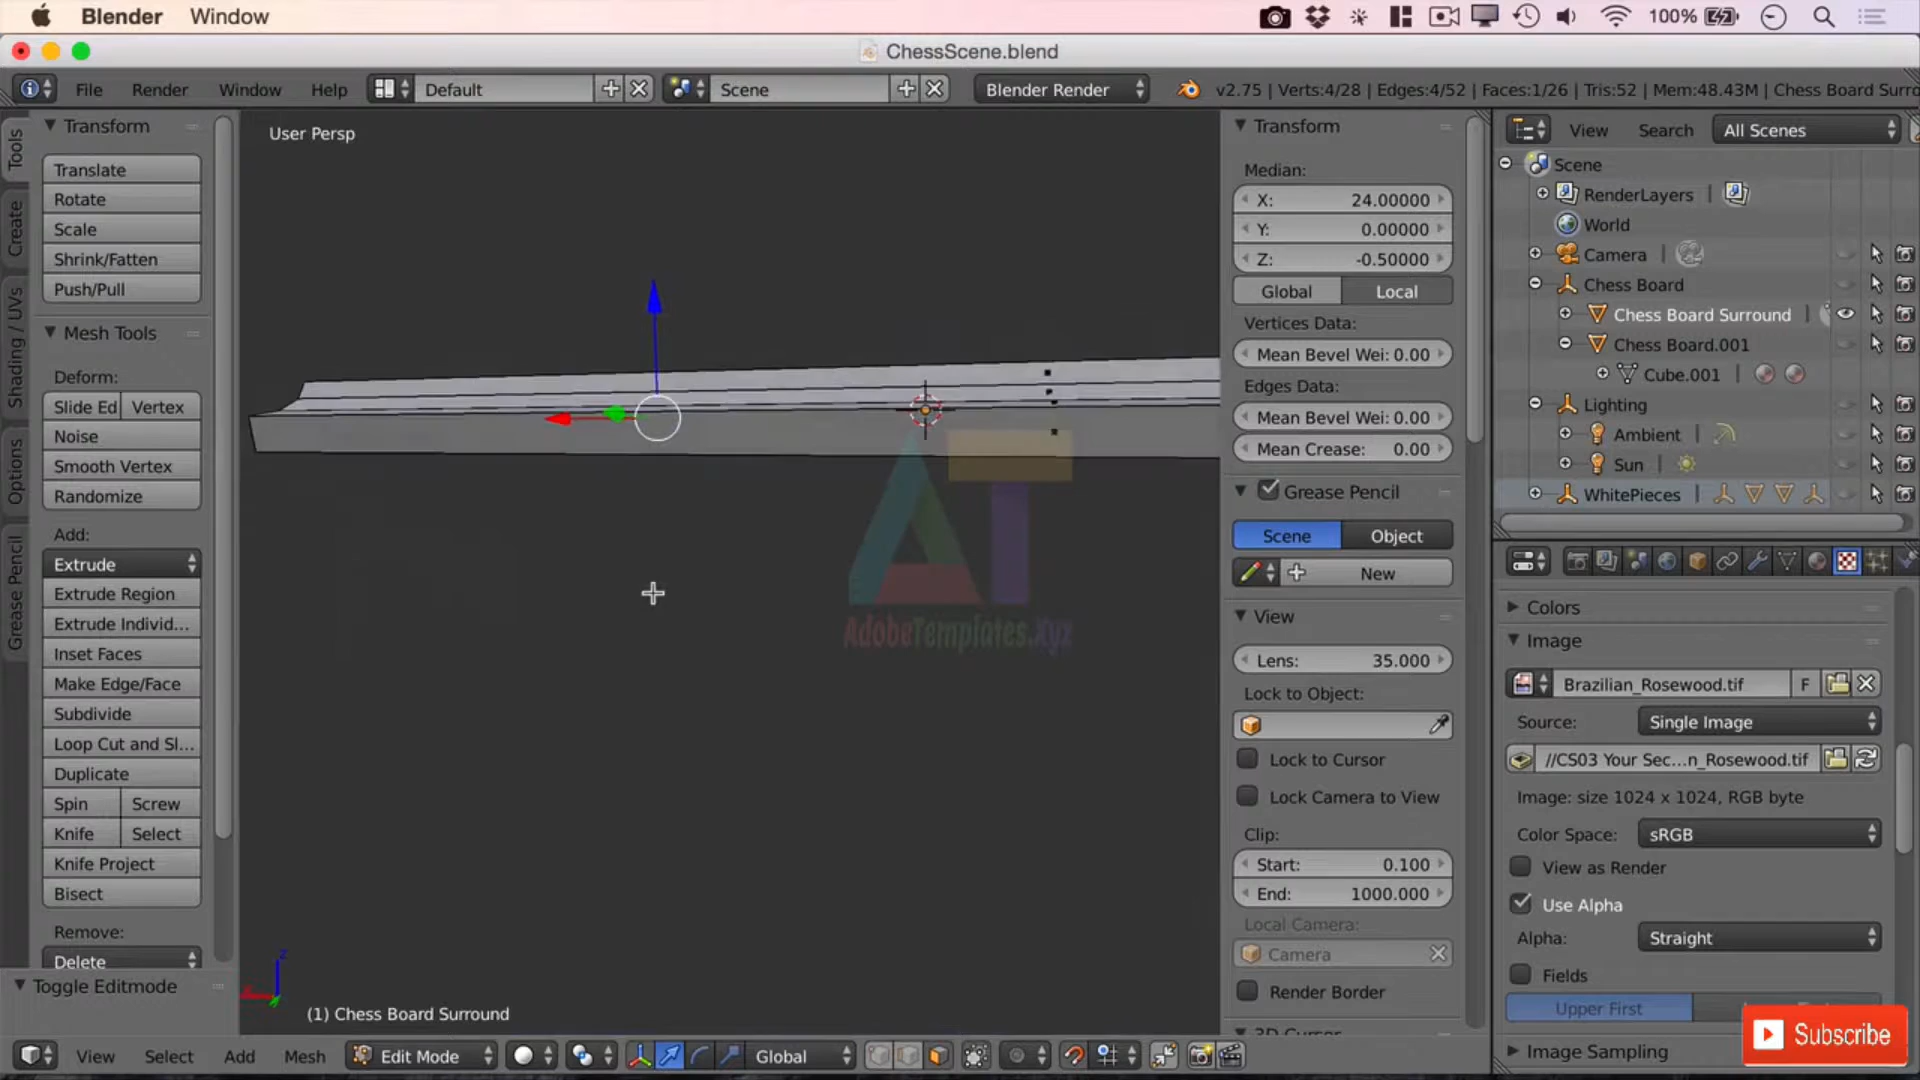 Blender Window 100%
ChessScene.blend
File Render Window Help Default Scene Blender Render v2.75 | Verts:4/28 | Edges:4/52 | Faces:1/26 | Tris:52 | Mem:48.43M | Chess Board Surro
Tools
Create
Shading / UVs
Options
Grease Pencil
Transform
Translate
Rotate
Scale
Shrink/Fatten
Push/Pull
Mesh Tools
Deform:
Slide Ed Vertex
Noise
Smooth Vertex
Randomize
Add:
Extrude
Extrude Region
Extrude Individ...
Inset Faces
Make Edge/Face
Subdivide
Loop Cut and Sl...
Duplicate
Spin Screw
Knife Select
Knife Project
Bisect
Remove:
Delete
Toggle Editmode
User Persp
AdobeTemplates.Xyz
(1) Chess Board Surround
View Select Add Mesh Edit Mode Global
Transform
Median:
X: 24.00000
Y: 0.00000
Z: -0.50000
Global Local
Vertices Data:
Mean Bevel Wei: 0.00
Edges Data:
Mean Bevel Wei: 0.00
Mean Crease: 0.00
Grease Pencil
Scene Object
New
View
Lens: 35.000
Lock to Object:
Lock to Cursor
Lock Camera to View
Clip:
Start: 0.100
End: 1000.000
Local Camera:
Camera
Render Border
3D Cursor
View Search All Scenes
Scene
RenderLayers
World
Camera
Chess Board
Chess Board Surround
Chess Board.001
Cube.001
Lighting
Ambient
Sun
WhitePieces
Colors
Image
Brazilian_Rosewood.tif F
Source: Single Image
//CS03 Your Sec...n_Rosewood.tif
Image: size 1024 x 1024, RGB byte
Color Space: sRGB
View as Render
Use Alpha
Alpha: Straight
Fields
Upper First
Subscribe
Image Sampling